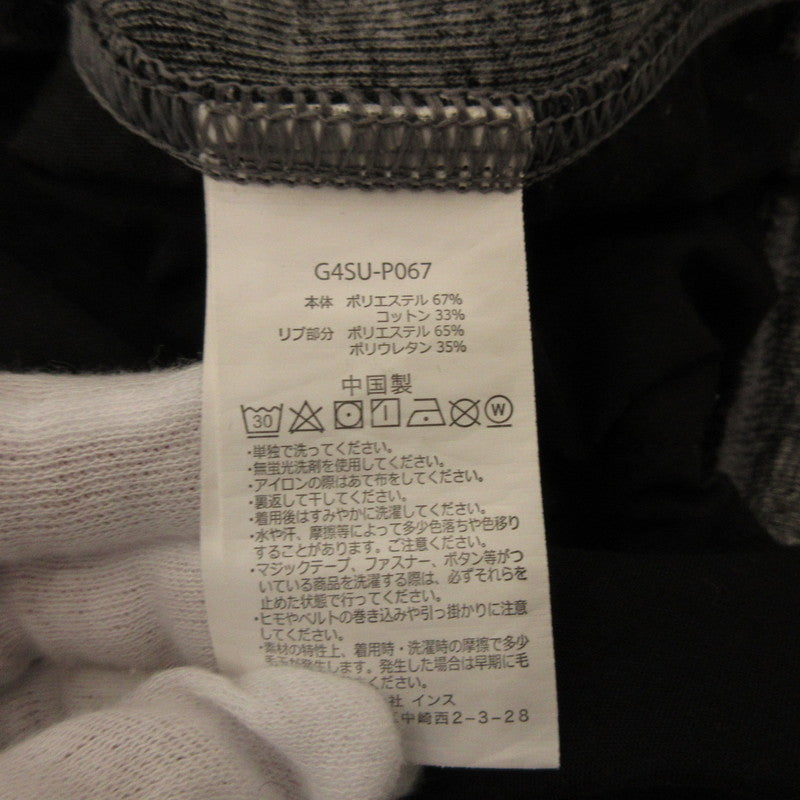 G4SU-P067
本体 ポリエステル 67%
コットン 33%
リブ部分 ポリエステル 65%
ポリウレタン 35%
中国製
30 W
・単独で洗ってください。
・無蛍光洗剤を使用してください。
・アイロンの際はあて布をしてください。
・裏返して干してください。
・着用後はすみやかに洗濯してください。
・水や汗、摩擦等によって多少色落ちや色移り
することがあります。ご注意ください。
・マジックテープ、ファスナー、ボタン等がつ
いている商品を洗濯する際は、必ずそれらを
止めた状態で行ってください。
・ヒモやベルトの巻き込みや引っ掛かりに注意
してください。
・素材の特性上、着用時・洗濯時の摩擦で多少
毛玉が発生します。発生した場合は早期に毛
ください。
社 インス
中崎西2-3-28